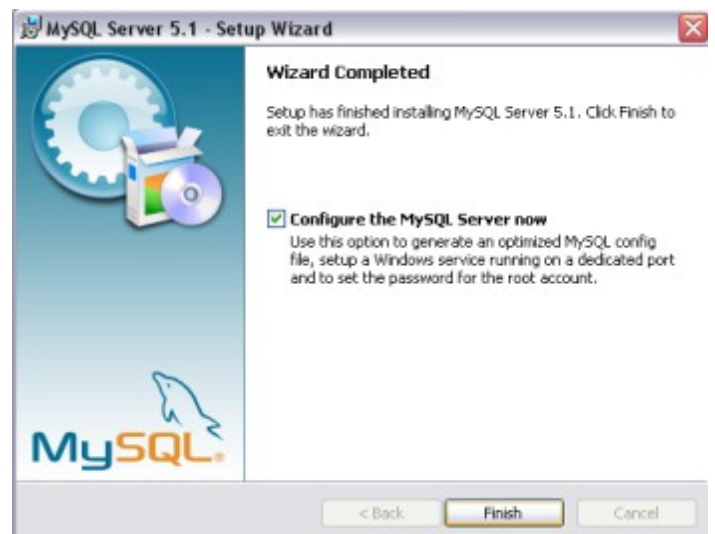 MySQL Server 5.1 - Setup Wizard
Wizard Completed
Setup has finished installing MySQL Server 5.1. Click Finish to
exit the wizard.
Configure the MySQL Server now
Use this option to generate an optimized MySQL config
file, setup a Windows service running on a dedicated port
and to set the password for the root account.
MySQL®
< Back
Finish
Cancel